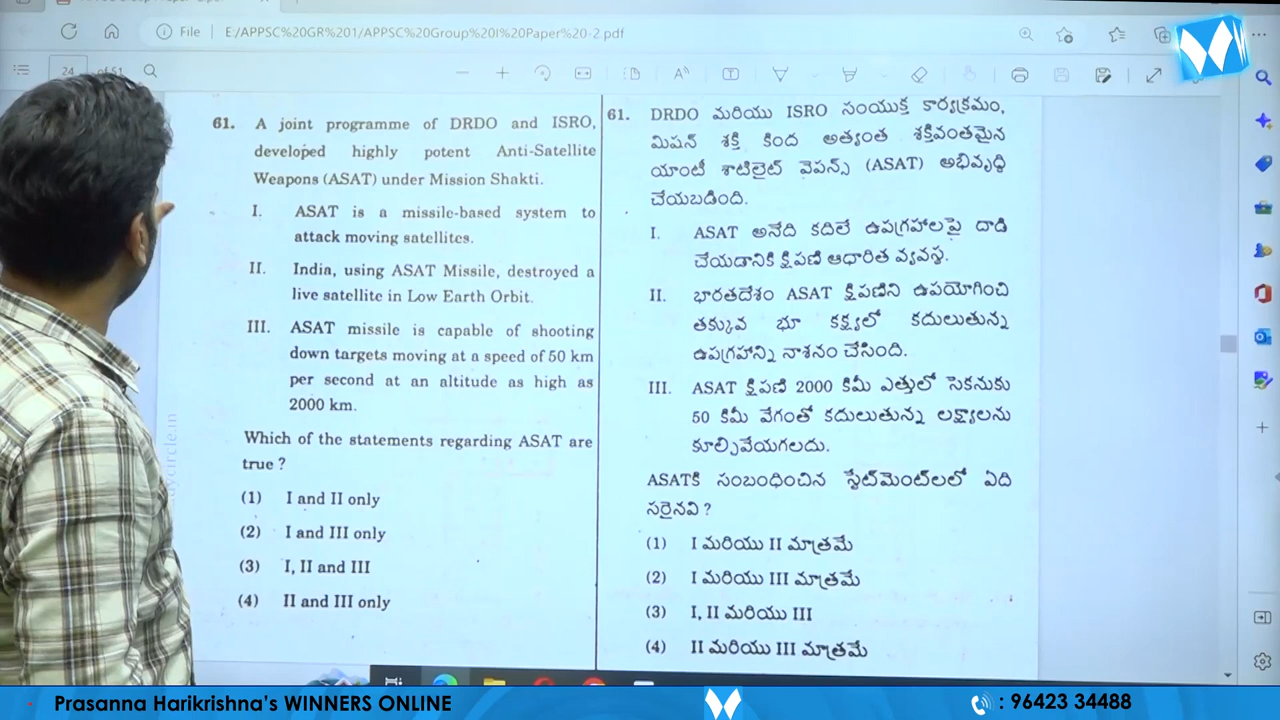 File
E:/APPSC%20GR%201/APPSC%20Group%20I%20Paper%20-2.pdf
24 of 51
61. A joint programme of DRDO and ISRO,
developed highly potent Anti-Satellite
Weapons (ASAT) under Mission Shakti.
I. ASAT is a missile-based system to
attack moving satellites.
II. India, using ASAT Missile, destroyed a
live satellite in Low Earth Orbit.
III. ASAT missile is capable of shooting
down targets moving at a speed of 50 km
per second at an altitude as high as
2000 km.
Which of the statements regarding ASAT are
true ?
(1) I and II only
(2) I and III only
(3) I, II and III
(4) II and III only
61. DRDO మరియు ISRO సంయుక్త కార్యక్రమం,
మిషన్ శక్తి కింద అత్యంత శక్తివంతమైన
యాంటీ శాటిలైట్ వెపన్స్ (ASAT) అభివృద్ధి
చేయబడింది.
I. ASAT అనేది కదిలే ఉపగ్రహాలపై దాడి
చేయడానికి క్షిపణి ఆధారిత వ్యవస్థ.
II. భారతదేశం ASAT క్షిపణిని ఉపయోగించి
తక్కువ భూ కక్ష్యలో కదులుతున్న
ఉపగ్రహాన్ని నాశనం చేసింది.
III. ASAT క్షిపణి 2000 కిమీ ఎత్తులో సెకనుకు
50 కిమీ వేగంతో కదులుతున్న లక్ష్యాలను
కూల్చివేయగలదు.
ASATకి సంబంధించిన స్టేట్‌మెంట్‌లలో ఏది
సరైనవి ?
(1) I మరియు II మాత్రమే
(2) I మరియు III మాత్రమే
(3) I, II మరియు III
(4) II మరియు III మాత్రమే
Prasanna Harikrishna's WINNERS ONLINE
: 96423 34488